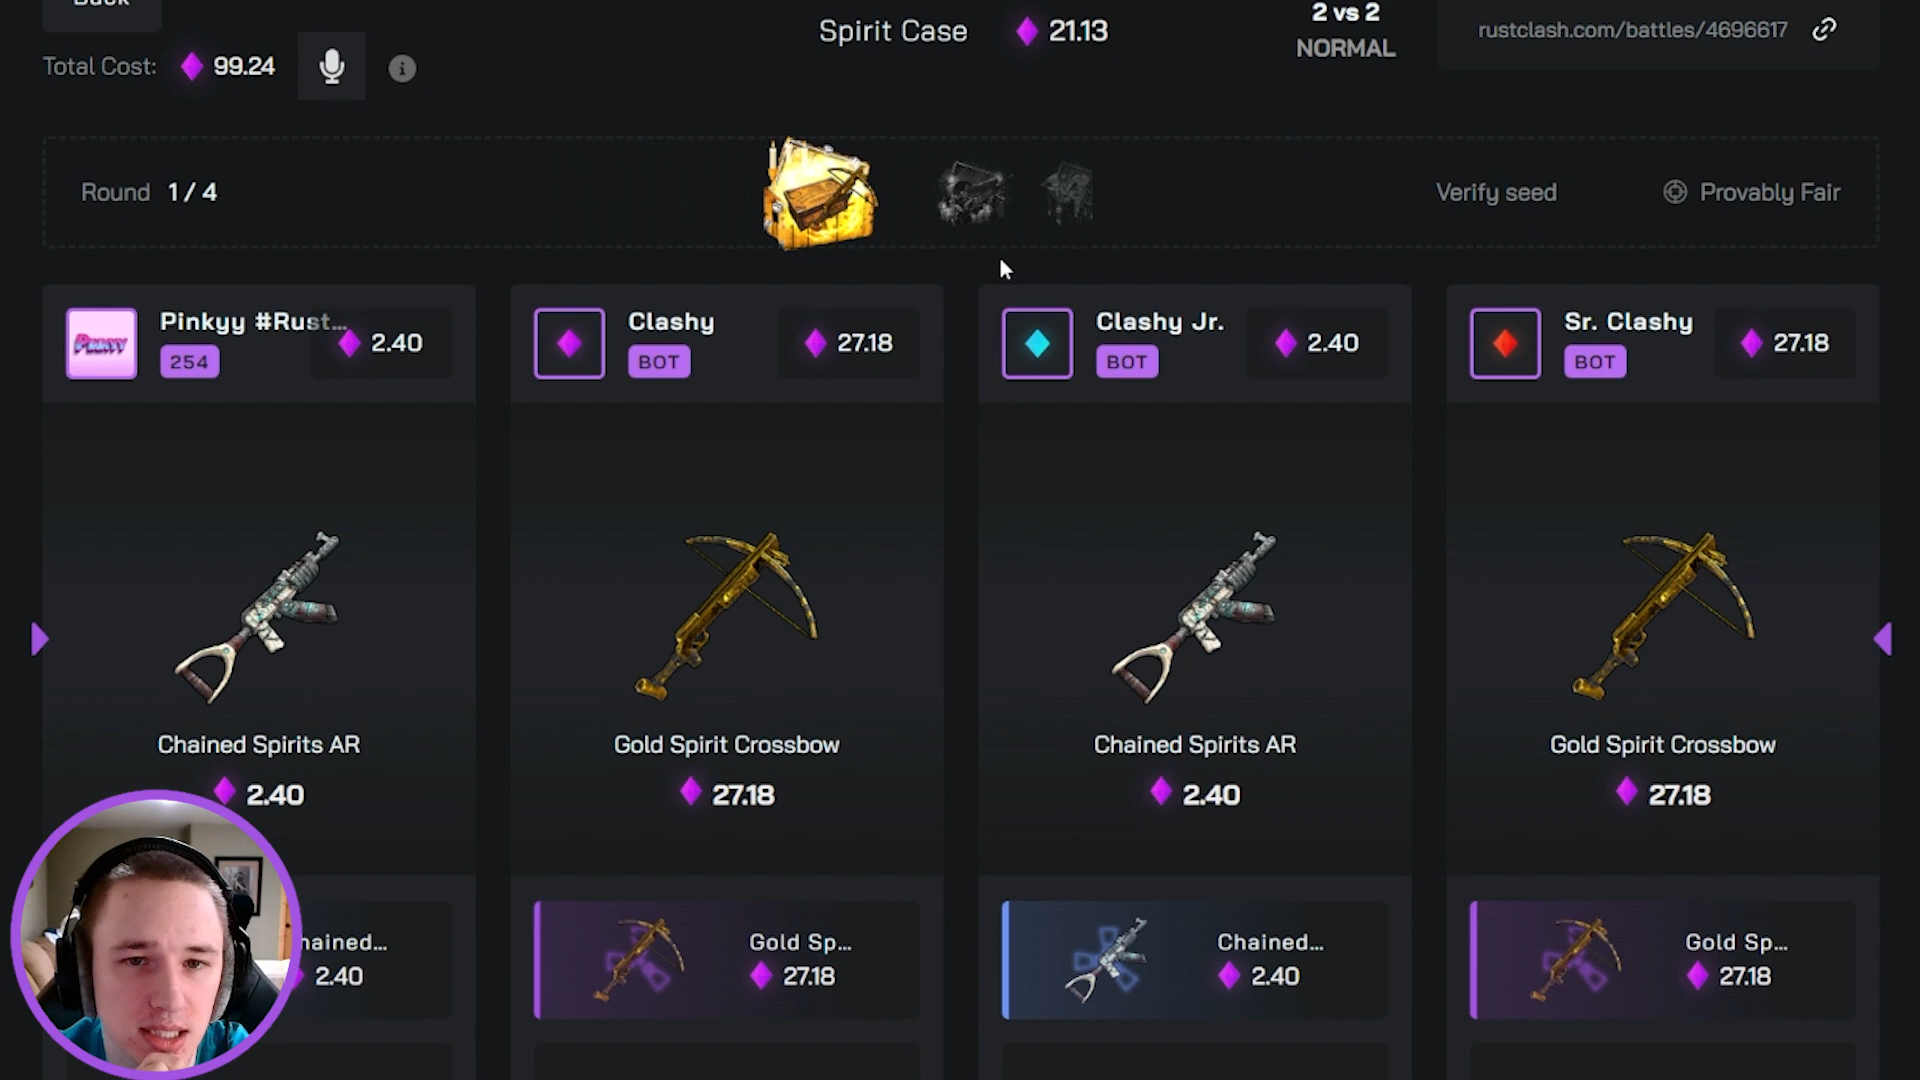 Back
Total Cost: 99.24
Spirit Case 21.13
2 vs 2
NORMAL
rustclash.com/battles/4696617
Round 1 / 4
Verify seed
Provably Fair
PINKYY
Pinkyy #Rust...
254
2.40
Clashy
BOT
27.18
Clashy Jr.
BOT
2.40
Sr. Clashy
BOT
27.18
Chained Spirits AR
2.40
Gold Spirit Crossbow
27.18
Chained Spirits AR
2.40
Gold Spirit Crossbow
27.18
hained...
2.40
Gold Sp...
27.18
Chained...
2.40
Gold Sp...
27.18